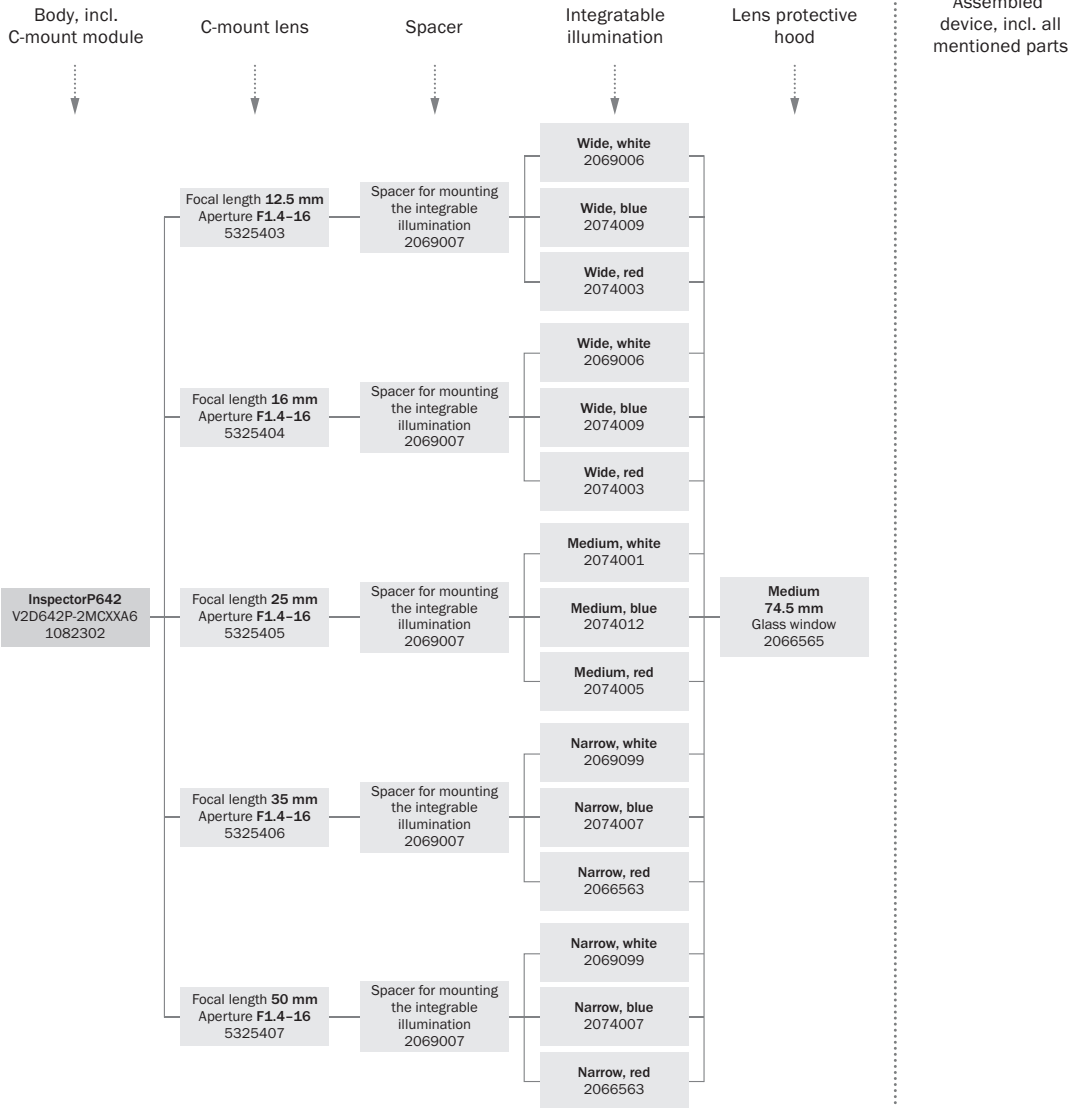 Body, incl.
C-mount module
C-mount lens
Spacer
Integratable
illumination
Lens protective
hood
Assembled
device, incl. all
mentioned parts
InspectorP642
V2D642P-2MCXXA6
1082302
Focal length 12.5 mm
Aperture F1.4–16
5325403
Spacer for mounting
the integrable
illumination
2069007
Wide, white
2069006
Wide, blue
2074009
Wide, red
2074003
Focal length 16 mm
Aperture F1.4–16
5325404
Spacer for mounting
the integrable
illumination
2069007
Wide, white
2069006
Wide, blue
2074009
Wide, red
2074003
Focal length 25 mm
Aperture F1.4–16
5325405
Spacer for mounting
the integrable
illumination
2069007
Medium, white
2074001
Medium, blue
2074012
Medium, red
2074005
Focal length 35 mm
Aperture F1.4–16
5325406
Spacer for mounting
the integrable
illumination
2069007
Narrow, white
2069099
Narrow, blue
2074007
Narrow, red
2066563
Focal length 50 mm
Aperture F1.4–16
5325407
Spacer for mounting
the integrable
illumination
2069007
Narrow, white
2069099
Narrow, blue
2074007
Narrow, red
2066563
Medium
74.5 mm
Glass window
2066565